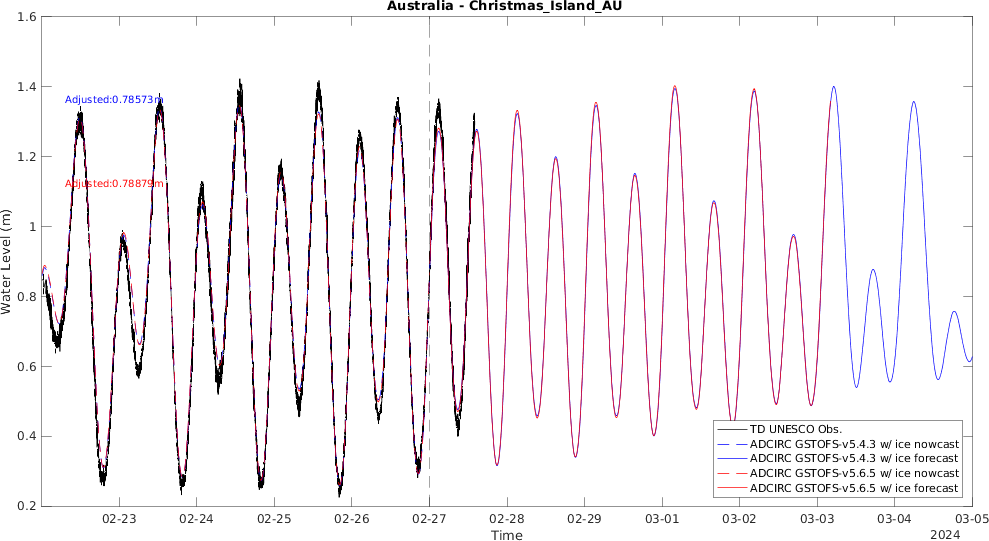 Australia - Christmas_Island_AU
1.6
1.4
1.2
1
0.8
0.6
0.4
0.2
Water Level (m)
Adjusted:0.78573m
Adjusted:0.78879m
TD UNESCO Obs.
ADCIRC GSTOFS-v5.4.3 w/ ice nowcast
ADCIRC GSTOFS-v5.4.3 w/ ice forecast
ADCIRC GSTOFS-v5.6.5 w/ ice nowcast
ADCIRC GSTOFS-v5.6.5 w/ ice forecast
02-23 02-24 02-25 02-26 02-27 02-28 02-29 03-01 03-02 03-03 03-04 03-05
Time
2024